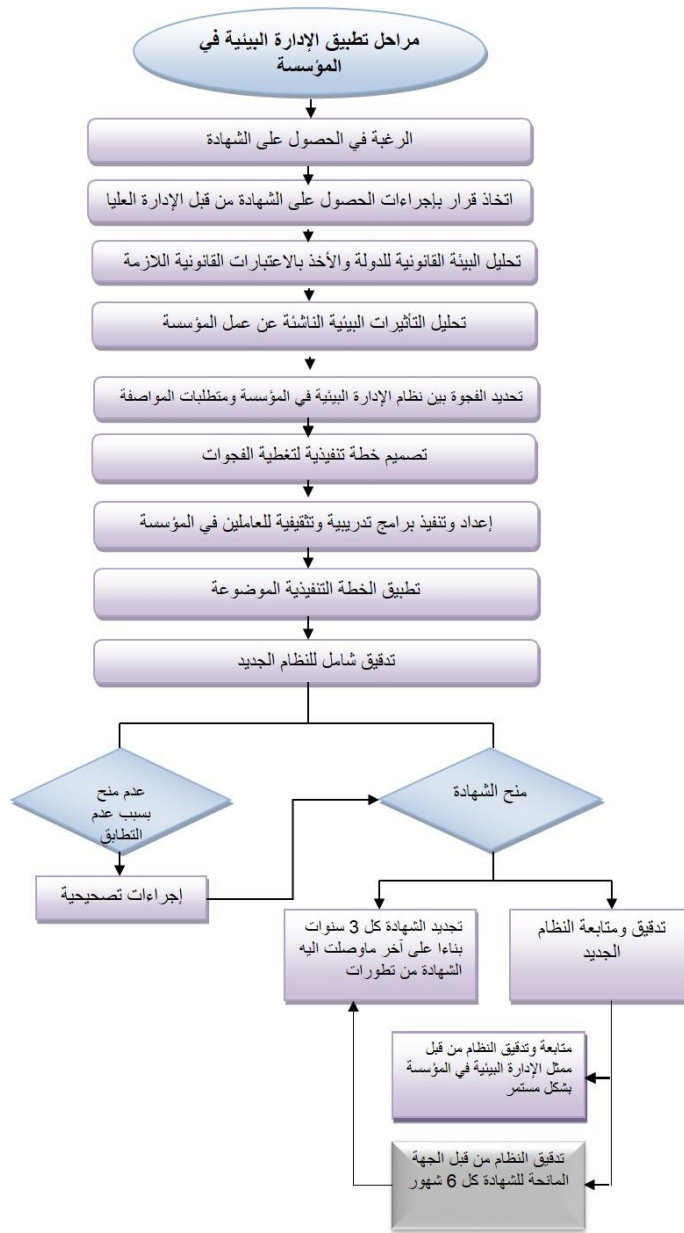 مراحل تطبيق الإدارة البيئية في
المؤسسة
الرغبة في الحصول على الشهادة
اتخاذ قرار بإجراءات الحصول على الشهادة من قبل الإدارة العليا
تحليل البيئة القانونية للدولة والأخذ بالاعتبارات القانونية اللازمة
تحليل التأثيرات البيئية الناشئة عن عمل المؤسسة
تحديد الفجوة بين نظام الإدارة البيئية في المؤسسة ومتطلبات المواصفة
تصميم خطة تنفيذية لتغطية الفجوات
إعداد وتنفيذ برامج تدريبية وتثقيفية للعاملين في المؤسسة
تطبيق الخطة التنفيذية الموضوعة
تدقيق شامل للنظام الجديد
منح الشهادة
عدم منح
بسبب عدم
التطابق
إجراءات تصحيحية
تدقيق ومتابعة النظام
الجديد
تجديد الشهادة كل 3 سنوات
بناءا على آخر ماوصلت اليه
الشهادة من تطورات
متابعة وتدقيق النظام من قبل
ممثل الإدارة البيئية في المؤسسة
بشكل مستمر
تدقيق النظام من قبل الجهة
المانحة للشهادة كل 6 شهور